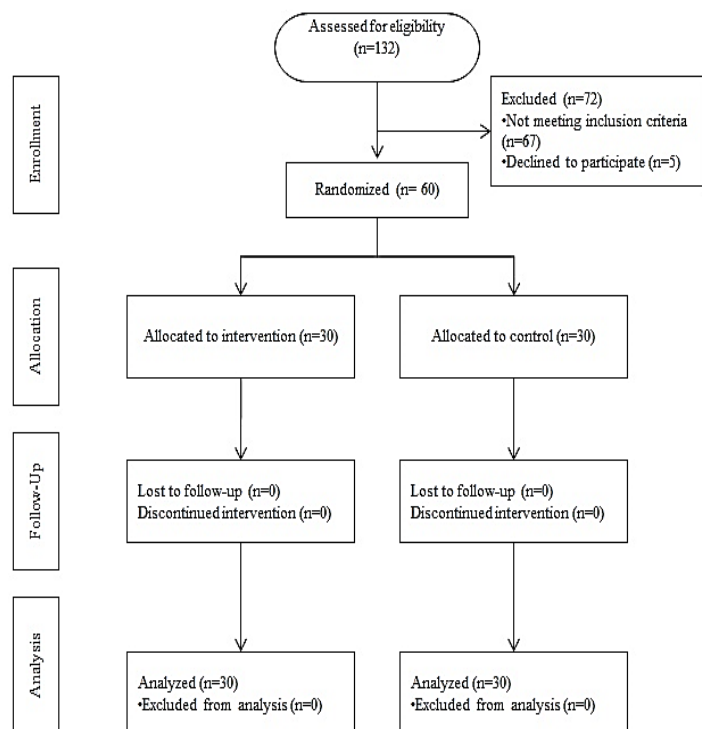 Assessed for eligibility
(n=132)
Enrollment
Excluded (n=72)
•Not meeting inclusion criteria
(n=67)
•Declined to participate (n=5)
Randomized (n= 60)
Allocation
Allocated to intervention (n=30)
Allocated to control (n=30)
Follow-Up
Lost to follow-up (n=0)
Discontinued intervention (n=0)
Lost to follow-up (n=0)
Discontinued intervention (n=0)
Analysis
Analyzed (n=30)
•Excluded from analysis (n=0)
Analyzed (n=30)
•Excluded from analysis (n=0)